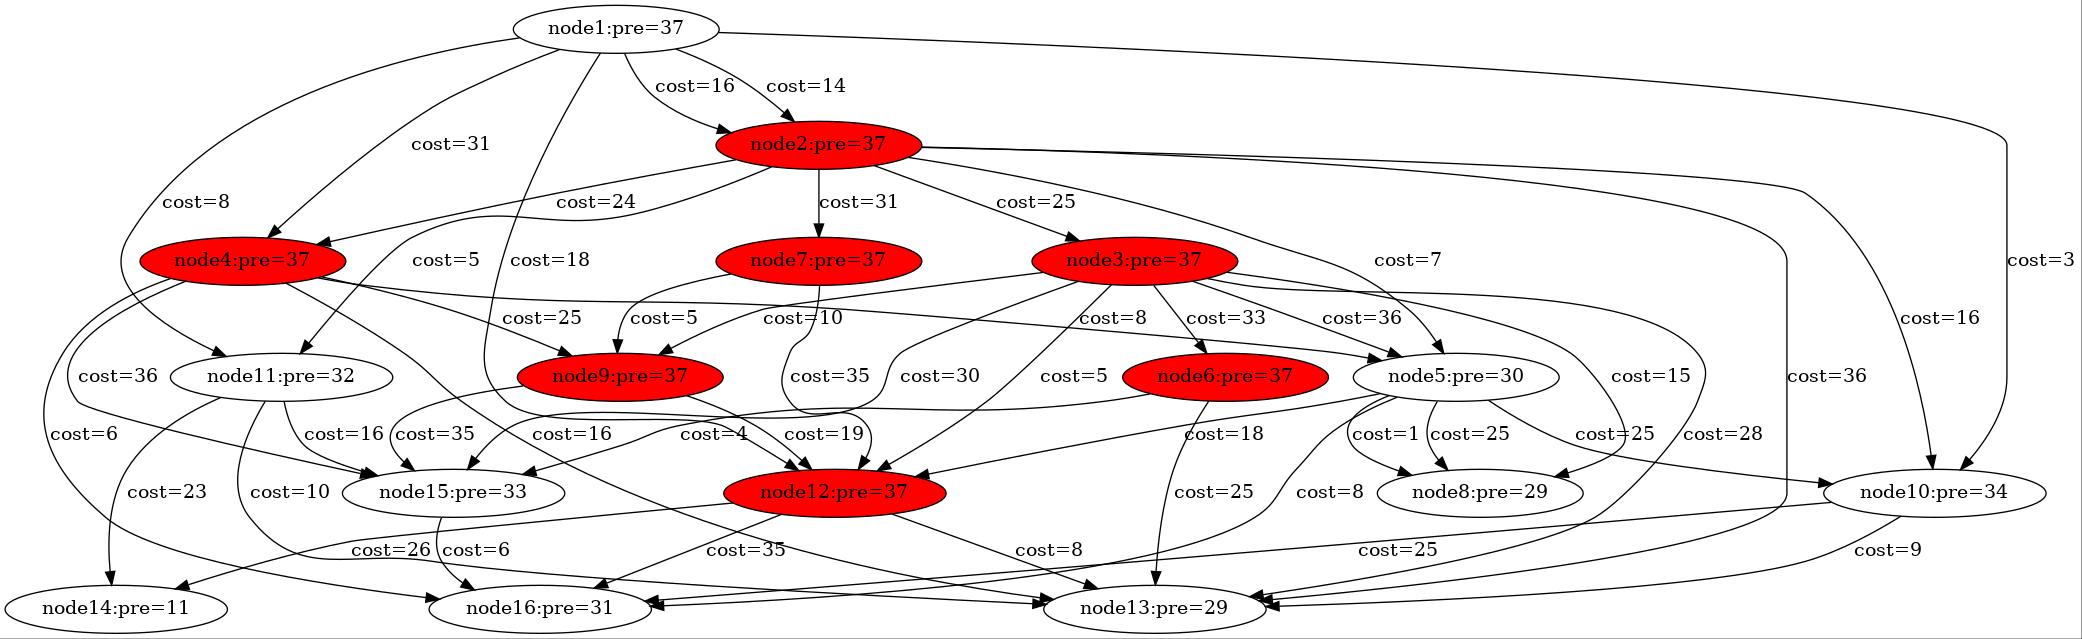 node1:pre=37
cost=16
cost=14
node2:pre=37
cost=31
cost=8
cost=24
cost=31
cost=25
node4:pre=37
cost=5
cost=18
node7:pre=37
node3:pre=37
cost=7
cost=3
cost=25
cost=5
cost=10
cost=8
cost=33
cost=36
cost=16
cost=36
node11:pre=32
node9:pre=37
cost=35
cost=30
cost=5
node6:pre=37
node5:pre=30
cost=15
cost=36
cost=6
cost=16
cost=35
cost=16
cost=4
cost=19
cost=18
cost=1
cost=25
cost=25
cost=28
cost=23
cost=10
node15:pre=33
node12:pre=37
cost=25
cost=8
node8:pre=29
node10:pre=34
cost=26
cost=6
cost=35
cost=8
cost=25
cost=9
node14:pre=11
node16:pre=31
node13:pre=29